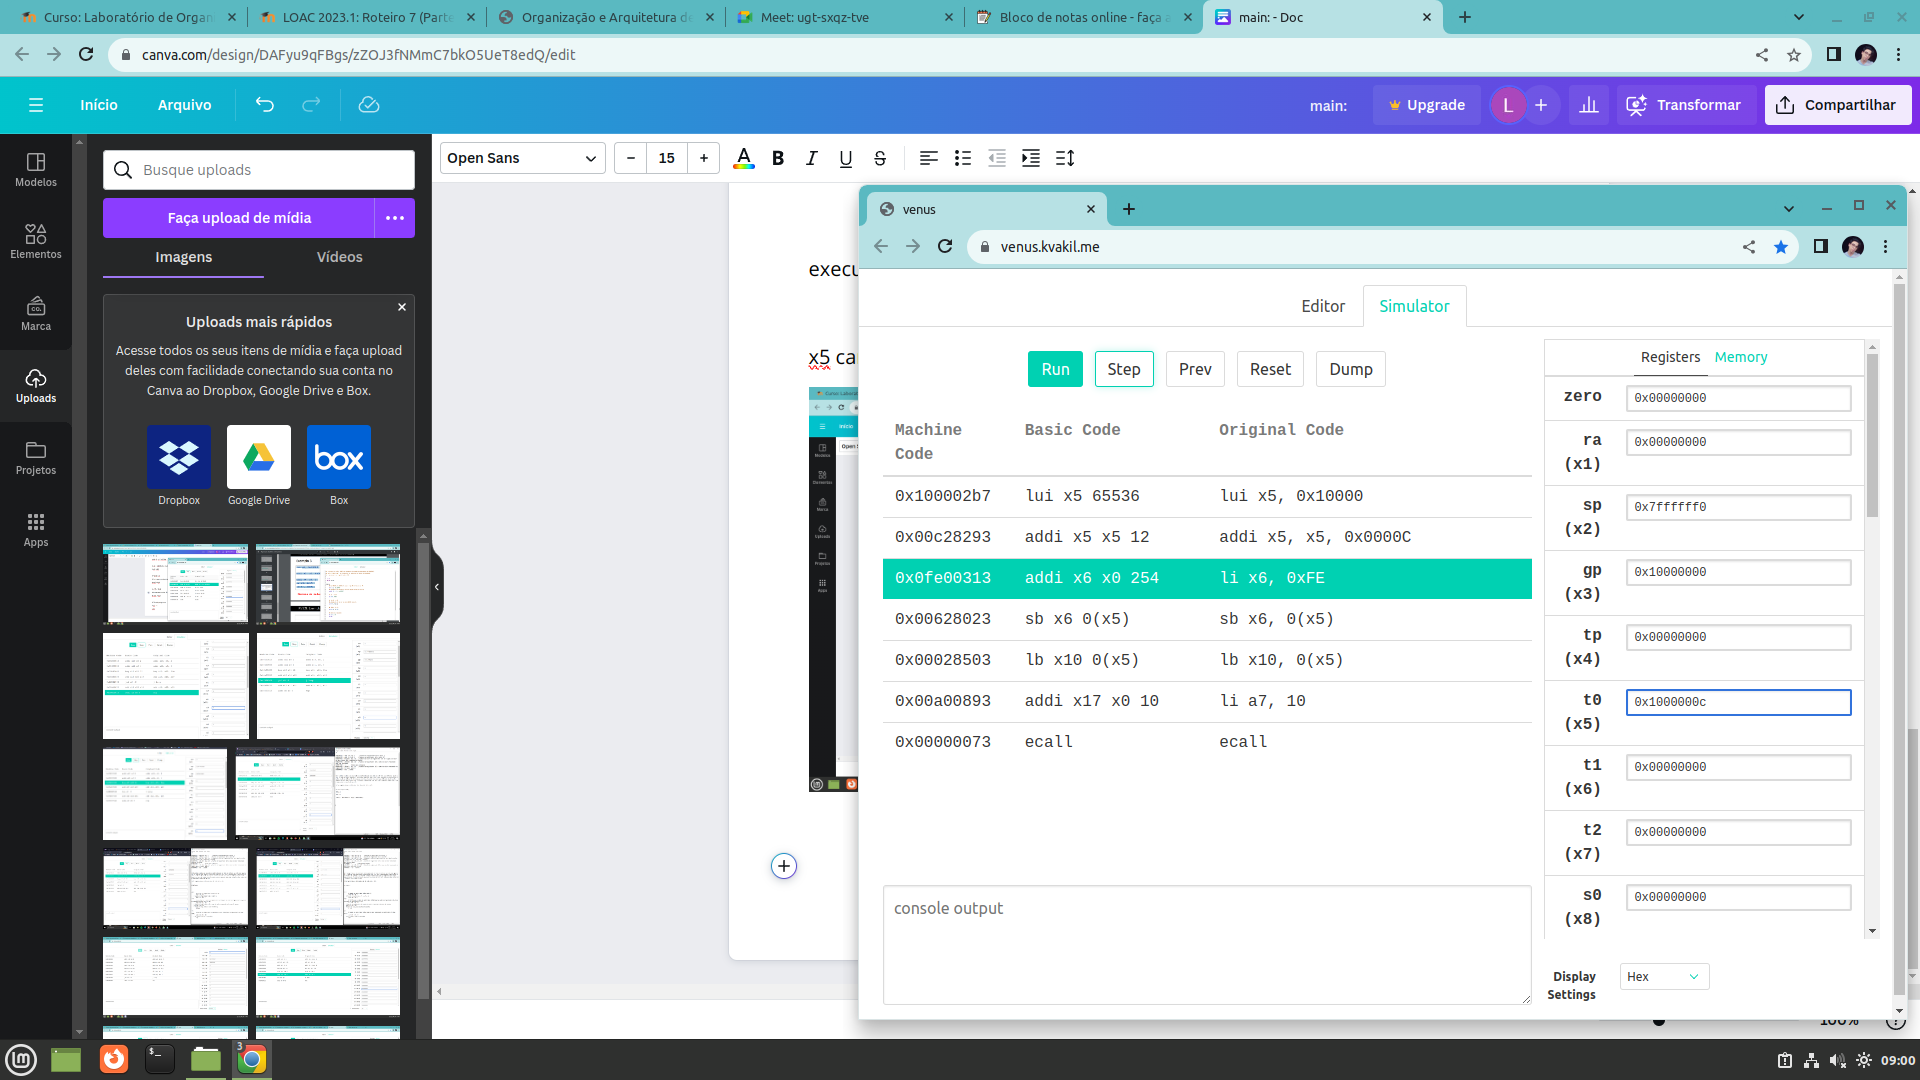 Curso: Laboratório de Organi
LOAC 2023.1: Roteiro 7 (Parte
Organização e Arquitetura de
Meet: ugt-sxqz-tve
Bloco de notas online - faça a
main: - Doc
canva.com/design/DAFyu9qFBgs/zZOJ3fNMmC7bkO5UeT8edQ/edit
Início
Arquivo
main:
Upgrade
L
Transformar
Compartilhar
Open Sans
15
A
B
I
U
S
Modelos
Elementos
Marca
Uploads
Projetos
Apps
Busque uploads
Faça upload de mídia
Imagens
Vídeos
Uploads mais rápidos
Acesse todos os seus itens de mídia e faça upload
deles com facilidade conectando sua conta no
Canva ao Dropbox, Google Drive e Box.
box
Dropbox
Google Drive
Box
execu
x5 ca
venus
venus.kvakil.me
Editor
Simulator
Run
Step
Prev
Reset
Dump
Machine Code
Basic Code
Original Code
0x100002b7 lui x5 65536 lui x5, 0x10000
0x00c28293 addi x5 x5 12 addi x5, x5, 0x0000C
0x0fe00313 addi x6 x0 254 li x6, 0xFE
0x00628023 sb x6 0(x5) sb x6, 0(x5)
0x00028503 lb x10 0(x5) lb x10, 0(x5)
0x00a00893 addi x17 x0 10 li a7, 10
0x00000073 ecall ecall
console output
Registers
Memory
zero 0x00000000
ra (x1) 0x00000000
sp (x2) 0x7ffffff0
gp (x3) 0x10000000
tp (x4) 0x00000000
t0 (x5) 0x1000000c
t1 (x6) 0x00000000
t2 (x7) 0x00000000
s0 (x8) 0x00000000
Display Settings
Hex
100%
3
09:00